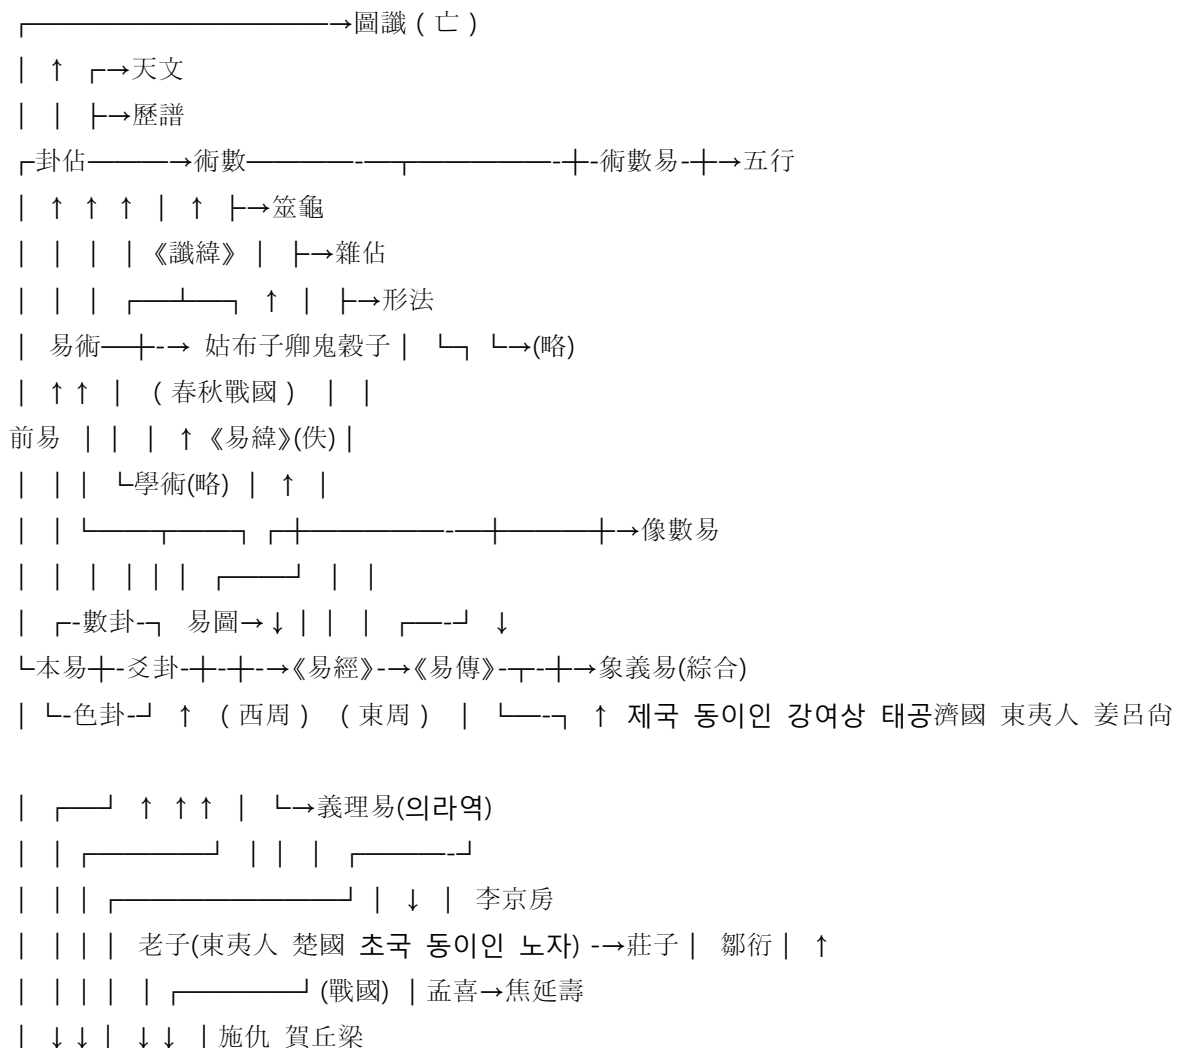 ┌─────────────────→圖讖 ( 亡 )
│ ↑ ┌→天文
│ │ ├→歷譜
┌卦佔────→術數─────-─┬───────-┼-術數易-┼→五行
│ ↑ ↑ ↑ │ ↑ ├→筮龜
│ │ │ │《讖緯》│ ├→雜佔
│ │ │ ┌─┴─┐ ↑ │ ├→形法
│ 易術─┼-→ 姑布子卿鬼穀子│ └┐ └→(略)
│ ↑↑ │ ( 春秋戰國 ) │ │
前易 ││ │ ↑《易緯》(佚)│
│ ││ └學術(略) │ ↑ │
│ │└───┬───┐ ┌┼───────-─┼────┼→像數易
│ │ │ │││ ┌───┘ │ │
│ ┌-數卦-┐ 易圖→↓││ │ ┌─-┘ ↓
└本易┼-爻卦-┼-┼-→《易經》-→《易傳》-┬-┼→象義易(綜合)
│└-色卦-┘ ↑ ( 西周 ) ( 東周 ) │ └─-┐ ↑ 제국 동이인 강여상 태공濟國 東夷人 姜呂尙
│ ┌─┘ ↑ ↑↑ │ └→義理易(의라역)
│ │┌─────┘ ││ │ ┌────-┘
│ ││┌──────────┘│ ↓ │ 李京房
│ │││ 老子(東夷人 楚國 초국 동이인 노자) -→莊子│ 鄒衍│ ↑
│ │││ │┌─────┘(戰國) │孟喜→焦延壽
│ ↓↓│ ↓↓ │施仇 賀丘梁